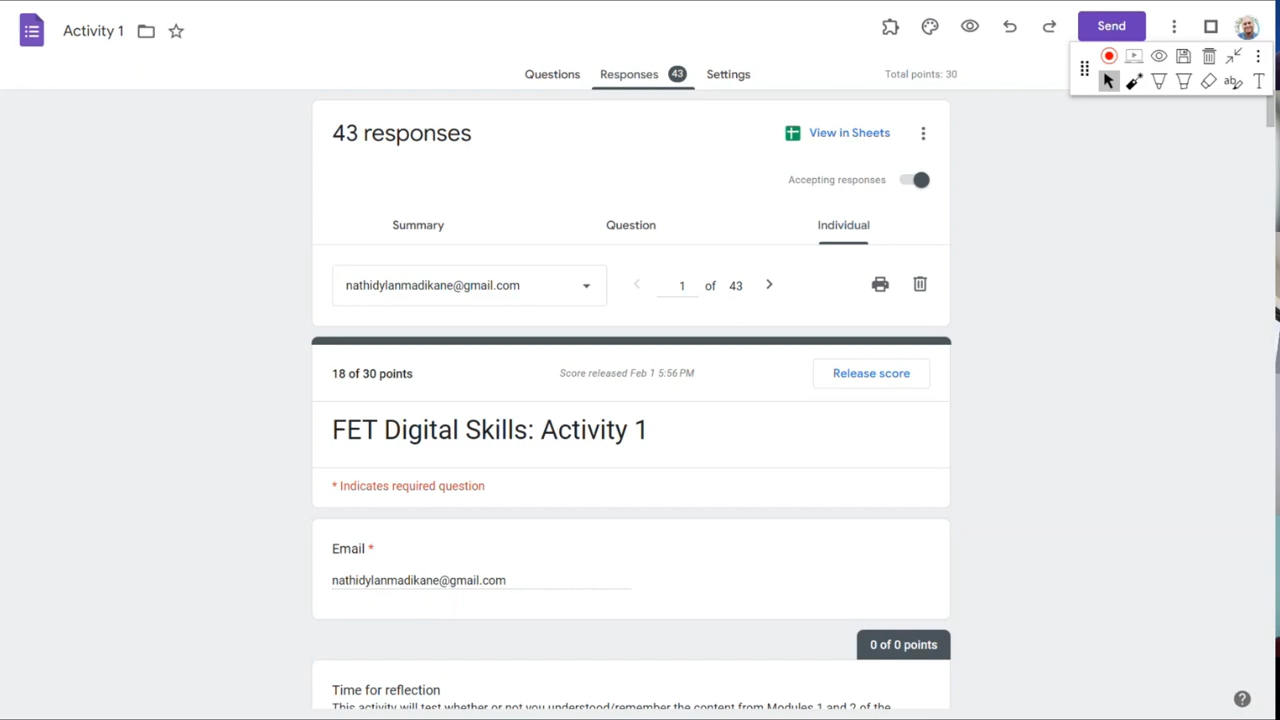 Activity 1
Send
Questions
Responses 43
Settings
Total points: 30
43 responses
View in Sheets
Accepting responses
Summary
Question
Individual
nathidylanmadikane@gmail.com
1 of 43
18 of 30 points
Score released Feb 1 5:56 PM
Release score
FET Digital Skills: Activity 1
* Indicates required question
Email *
nathidylanmadikane@gmail.com
0 of 0 points
Time for reflection
This activity will test whether or not you understood/remember the content from Modules 1 and 2 of the